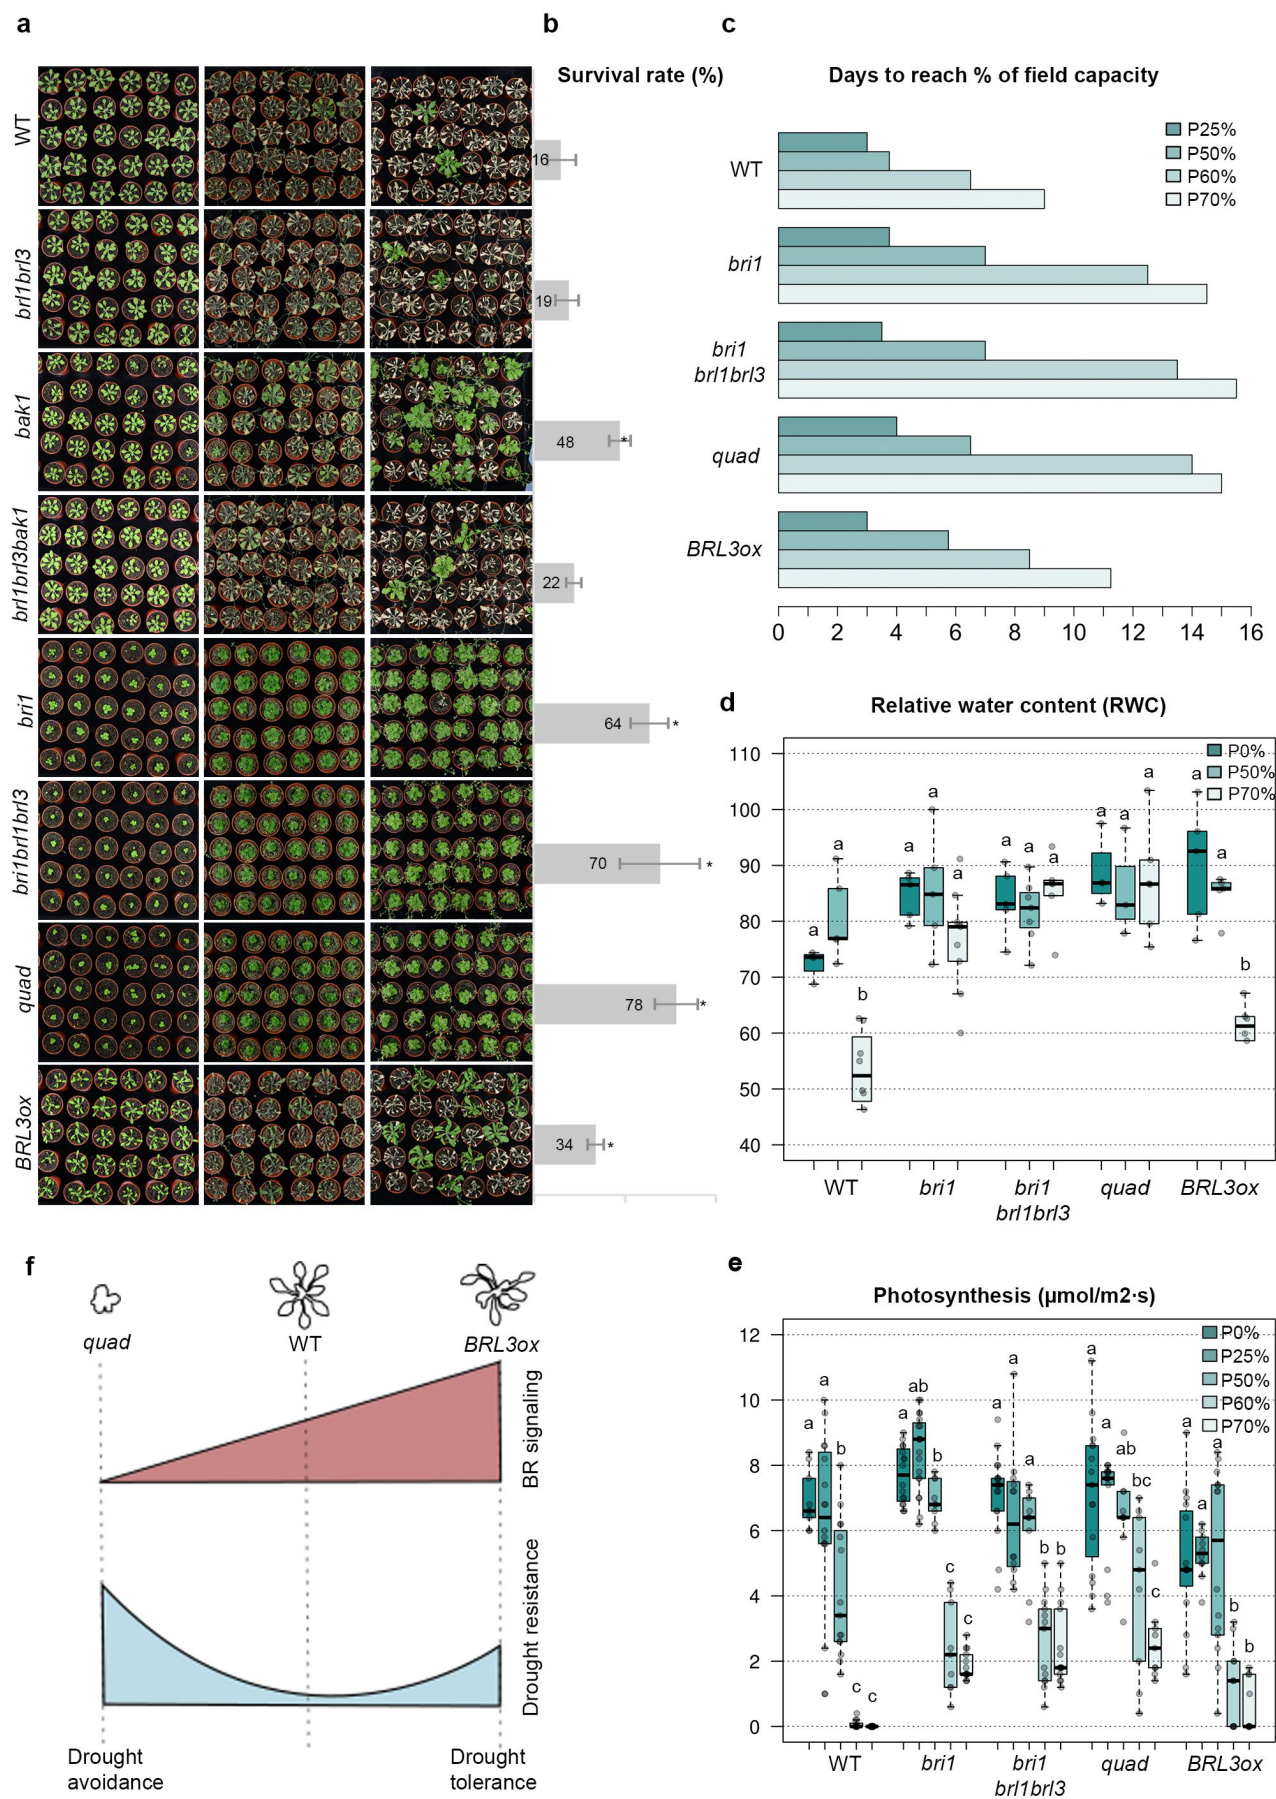 a
b
c
Survival rate (%)
Days to reach % of field capacity
WT
brl1brl3
bak1
brl1brl3bak1
bri1
bri1brl1brl3
quad
BRL3ox
16
19
48
*
22
64
*
70
*
78
*
34
*
P25%
P50%
P60%
P70%
WT
bri1
bri1
brl1brl3
quad
BRL3ox
0 2 4 6 8 10 12 14 16
d
Relative water content (RWC)
P0%
P50%
P70%
110
100
90
80
70
60
50
40
a a b
a a a
a a a
a a a
a a b
WT
bri1
bri1
brl1brl3
quad
BRL3ox
f
quad
WT
BRL3ox
BR signaling
Drought resistance
Drought
avoidance
Drought
tolerance
e
Photosynthesis (µmol/m2·s)
P0%
P25%
P50%
P60%
P70%
12
10
8
6
4
2
0
a a b c c
a ab b c c
a a a b b
a a ab bc c
a a a b b
WT
bri1
bri1
brl1brl3
quad
BRL3ox